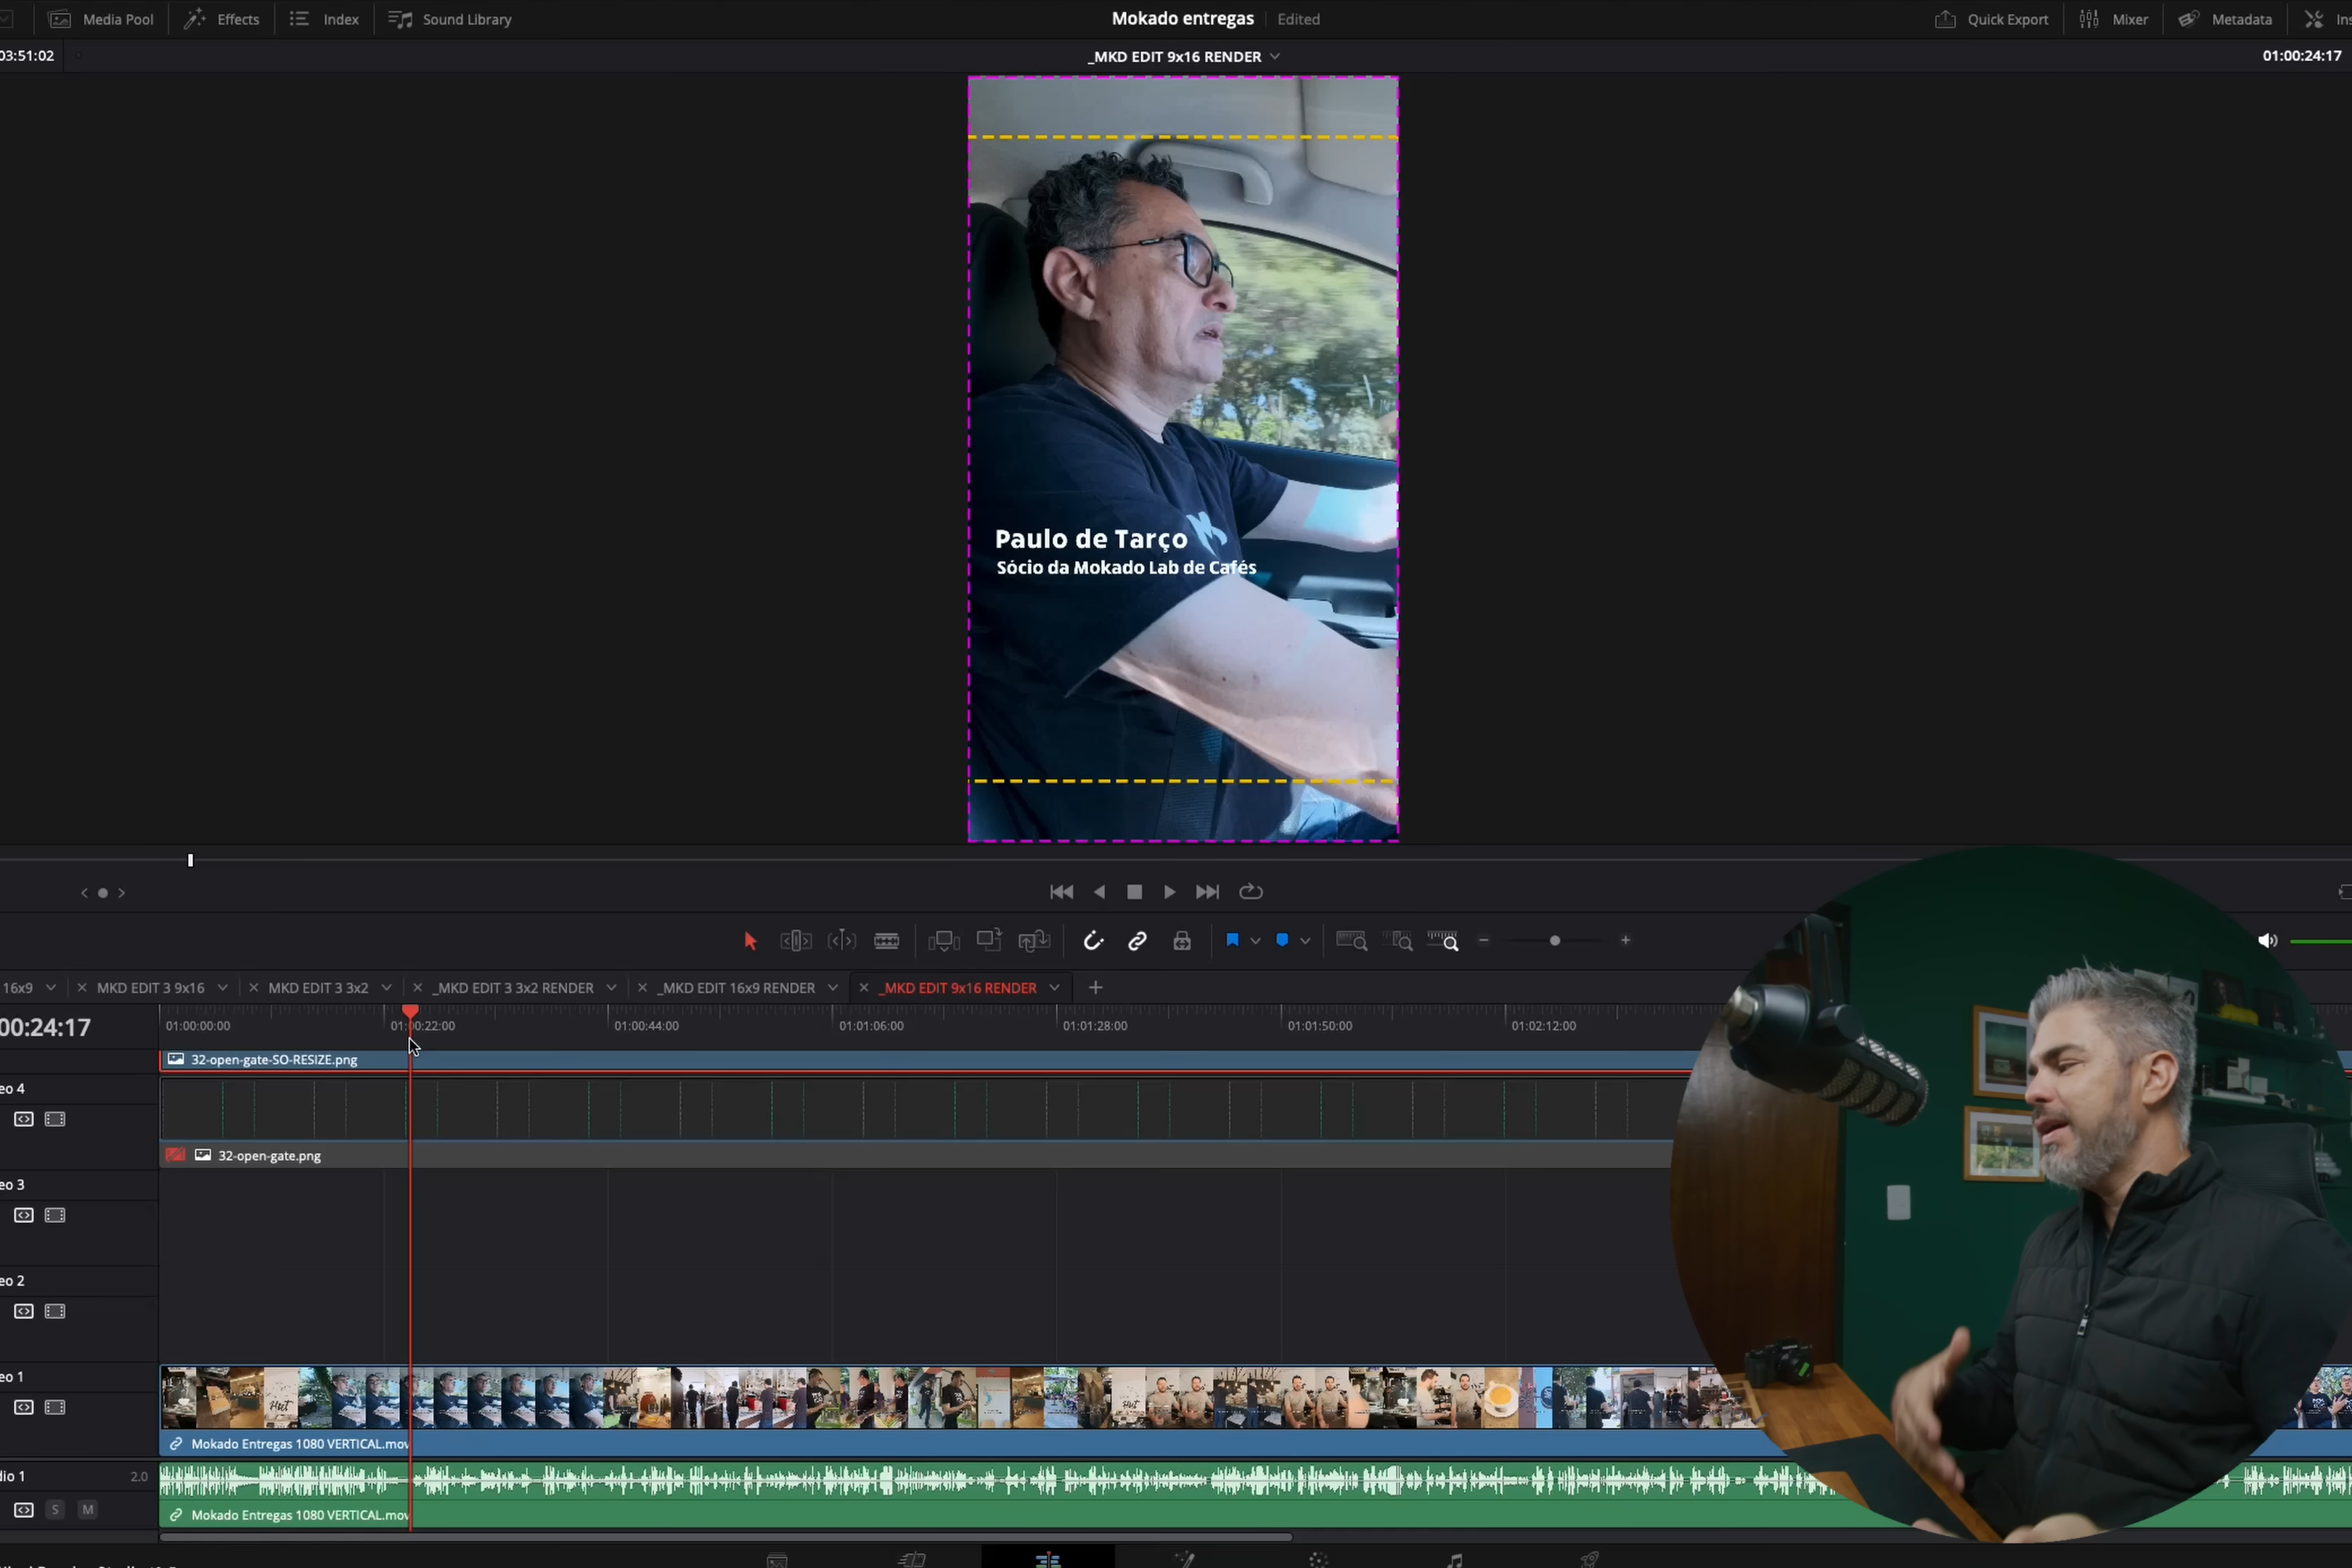 Media Pool
Effects
Index
Sound Library
Mokado entregas
Edited
Quick Export
Mixer
Metadata
03:51:02
_MKD EDIT 9x16 RENDER
01:00:24:17
Paulo de Tarço
Sócio da Mokado Lab de Cafés
16x9
MKD EDIT 3 9x16
MKD EDIT 3 3x2
_MKD EDIT 3 3x2 RENDER
_MKD EDIT 16x9 RENDER
_MKD EDIT 9x16 RENDER
00:24:17
01:00:00:00
01:00:22:00
01:00:44:00
01:01:06:00
01:01:28:00
01:01:50:00
01:02:12:00
32-open-gate-SO-RESIZE.png
eo 4
32-open-gate.png
eo 3
eo 2
eo 1
Mokado Entregas 1080 VERTICAL.mov
dio 1
2.0
S
M
Mokado Entregas 1080 VERTICAL.mov